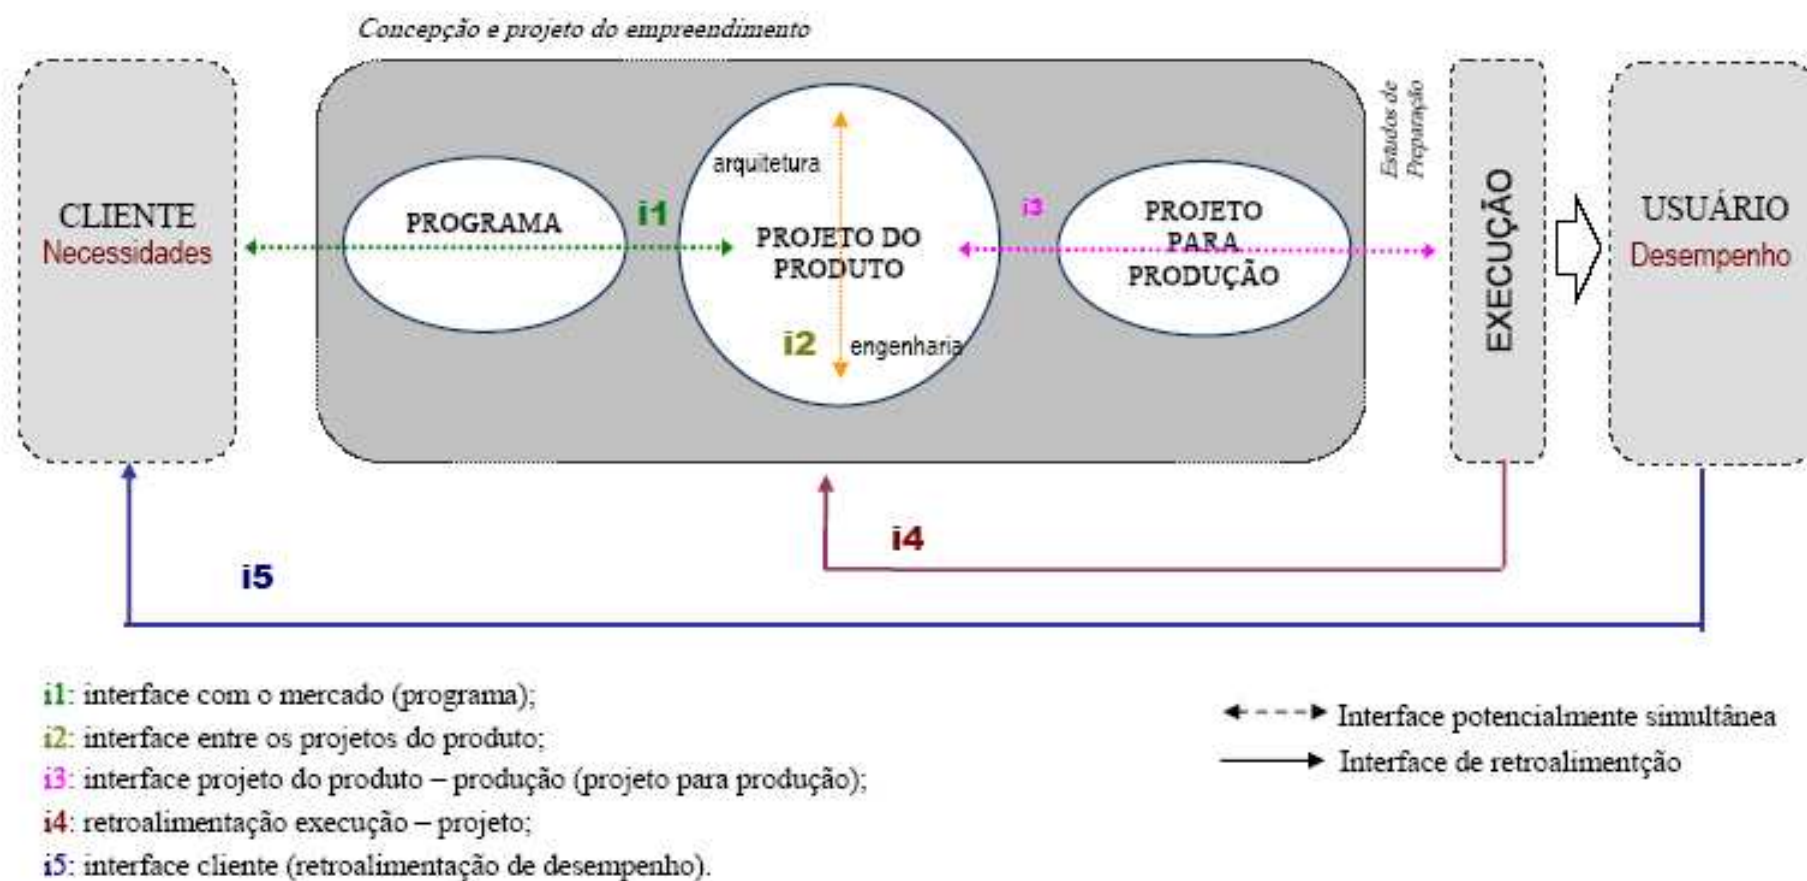 Concepção e projeto do empreendimento
CLIENTE
Necessidades
PROGRAMA
i1
arquitetura
PROJETO DO
PRODUTO
i2
engenharia
i3
PROJETO
PARA
PRODUÇÃO
Estudos de
Preparação
EXECUÇÃO
USUÁRIO
Desempenho
i4
i5
i1: interface com o mercado (programa);
i2: interface entre os projetos do produto;
i3: interface projeto do produto – produção (projeto para produção);
i4: retroalimentação execução – projeto;
i5: interface cliente (retroalimentação de desempenho).
Interface potencialmente simultânea
Interface de retroalimentção